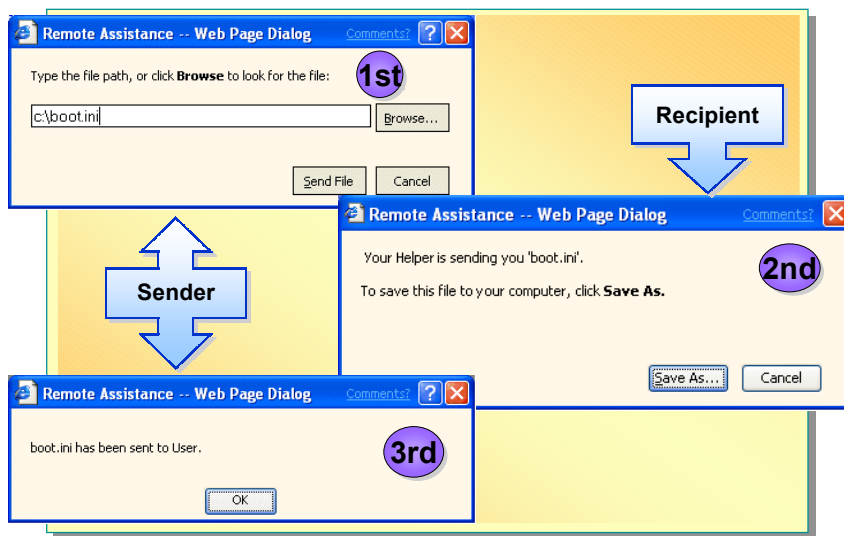 Remote Assistance -- Web Page Dialog Comments? ?
Type the file path, or click Browse to look for the file:
1st
c:\boot.ini
Browse...
Send File Cancel
Recipient
Remote Assistance -- Web Page Dialog Comments?
Your Helper is sending you 'boot.ini'.
2nd
To save this file to your computer, click Save As.
Save As... Cancel
Sender
Remote Assistance -- Web Page Dialog Comments? ?
boot.ini has been sent to User.
3rd
OK